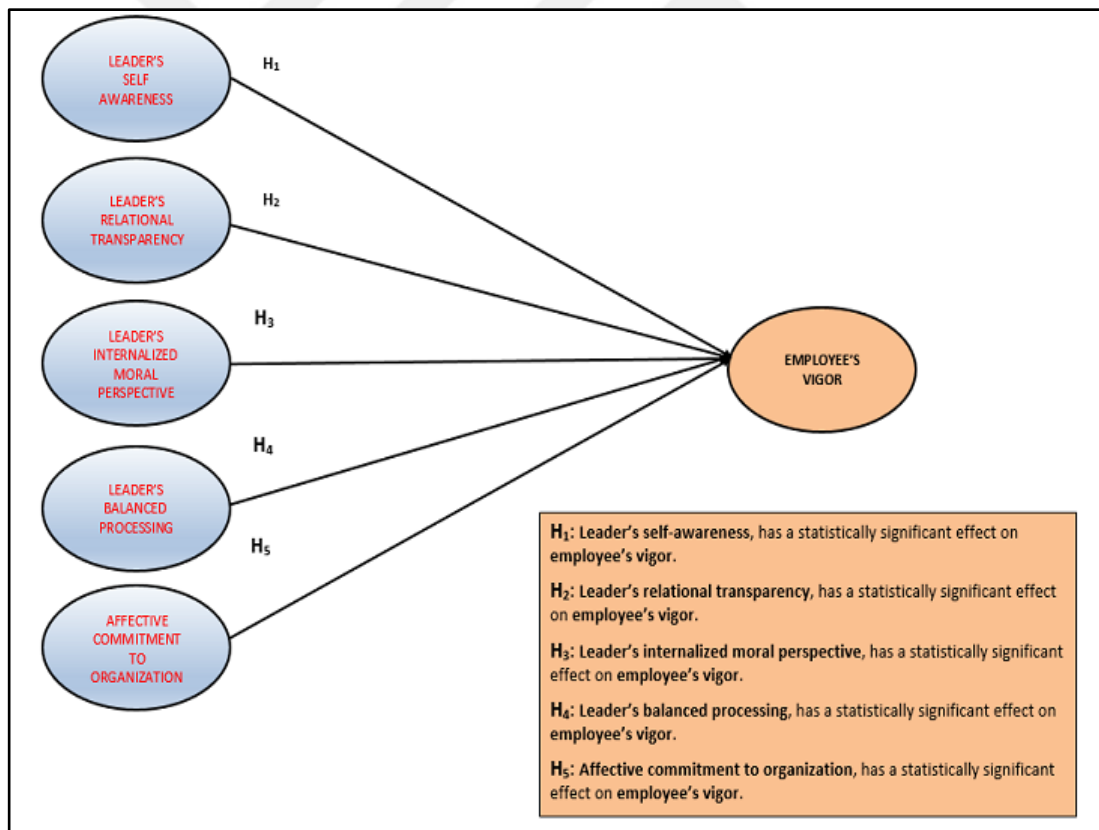 LEADER'S
SELF
AWARENESS
H₁
LEADER'S
RELATIONAL
TRANSPARENCY
H₂
LEADER'S
INTERNALIZED
MORAL
PERSPECTIVE
H₃
LEADER'S
BALANCED
PROCESSING
H₄
AFFECTIVE
COMMITMENT
TO
ORGANIZATION
H₅
EMPLOYEE'S
VIGOR
H₁: Leader's self-awareness, has a statistically significant effect on
employee's vigor.
H₂: Leader's relational transparency, has a statistically significant effect
on employee's vigor.
H₃: Leader's internalized moral perspective, has a statistically significant
effect on employee's vigor.
H₄: Leader's balanced processing, has a statistically significant effect on
employee's vigor.
H₅: Affective commitment to organization, has a statistically significant
effect on employee's vigor.